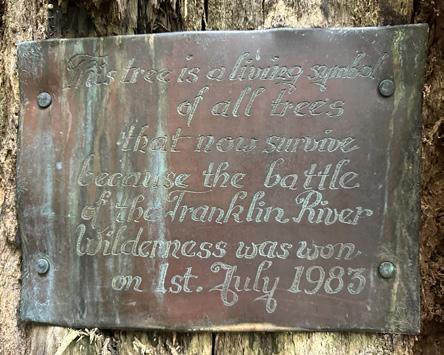 This tree is a living symbol
of all trees
that now survive
because the battle
of the Franklin River
Wilderness was won
on 1st. July 1983